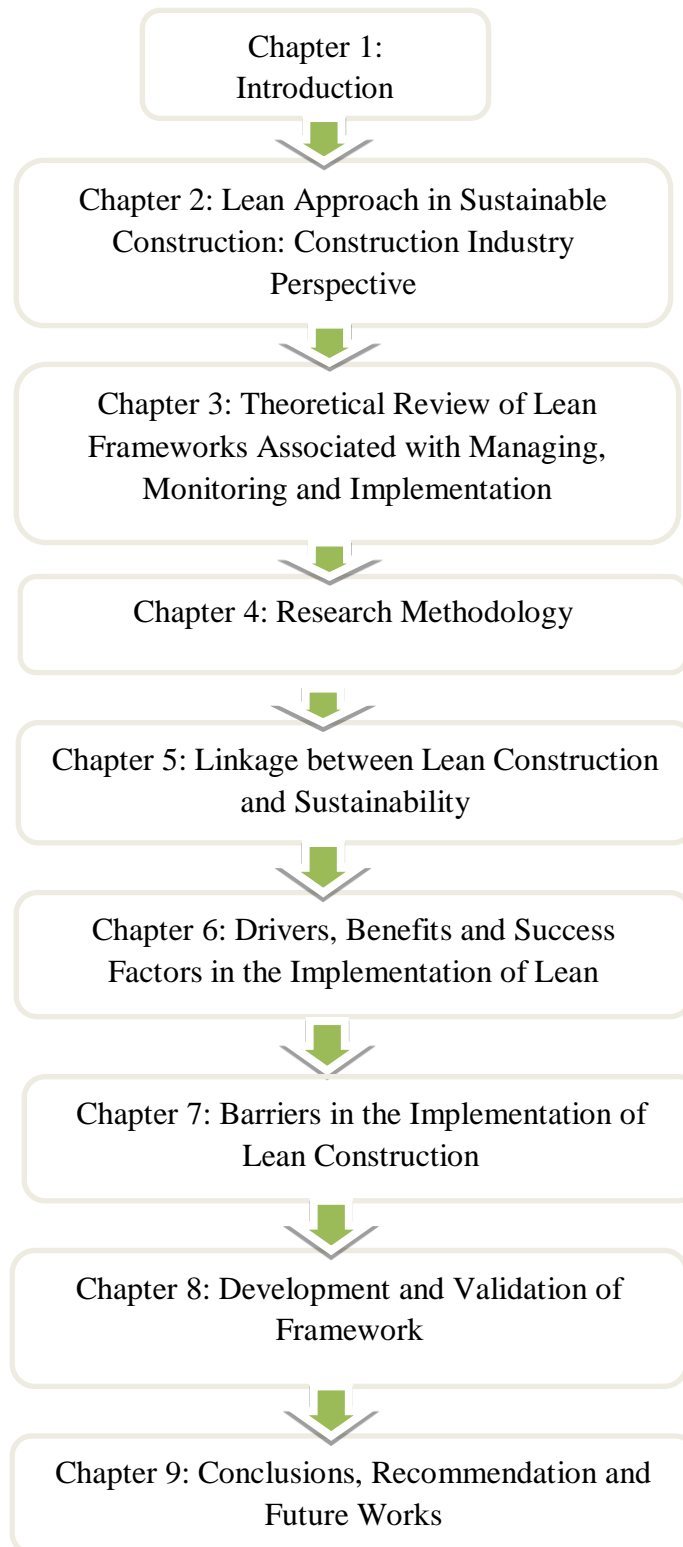 Chapter 1:
Introduction
Chapter 2: Lean Approach in Sustainable
Construction: Construction Industry
Perspective
Chapter 3: Theoretical Review of Lean
Frameworks Associated with Managing,
Monitoring and Implementation
Chapter 4: Research Methodology
Chapter 5: Linkage between Lean Construction
and Sustainability
Chapter 6: Drivers, Benefits and Success
Factors in the Implementation of Lean
Chapter 7: Barriers in the Implementation of
Lean Construction
Chapter 8: Development and Validation of
Framework
Chapter 9: Conclusions, Recommendation and
Future Works